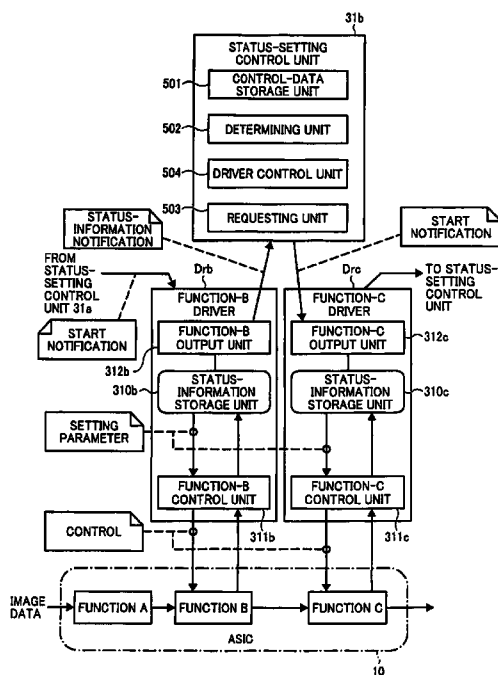 31b
STATUS-SETTING
CONTROL UNIT
501
CONTROL-DATA
STORAGE UNIT
502
DETERMINING UNIT
504
DRIVER CONTROL UNIT
503
REQUESTING UNIT
STATUS-
INFORMATION
NOTIFICATION
START
NOTIFICATION
FROM
STATUS-
SETTING
CONTROL
UNIT 31a
START
NOTIFICATION
TO STATUS-
SETTING
CONTROL
UNIT
Drb
FUNCTION-B
DRIVER
FUNCTION-B
OUTPUT UNIT
312b
310b
STATUS-
INFORMATION
STORAGE UNIT
Drc
FUNCTION-C
DRIVER
FUNCTION-C
OUTPUT UNIT
312c
STATUS-
INFORMATION
STORAGE UNIT
310c
SETTING
PARAMETER
FUNCTION-B
CONTROL UNIT
311b
FUNCTION-C
CONTROL UNIT
311c
CONTROL
IMAGE
DATA
FUNCTION A
FUNCTION B
FUNCTION C
ASIC
10